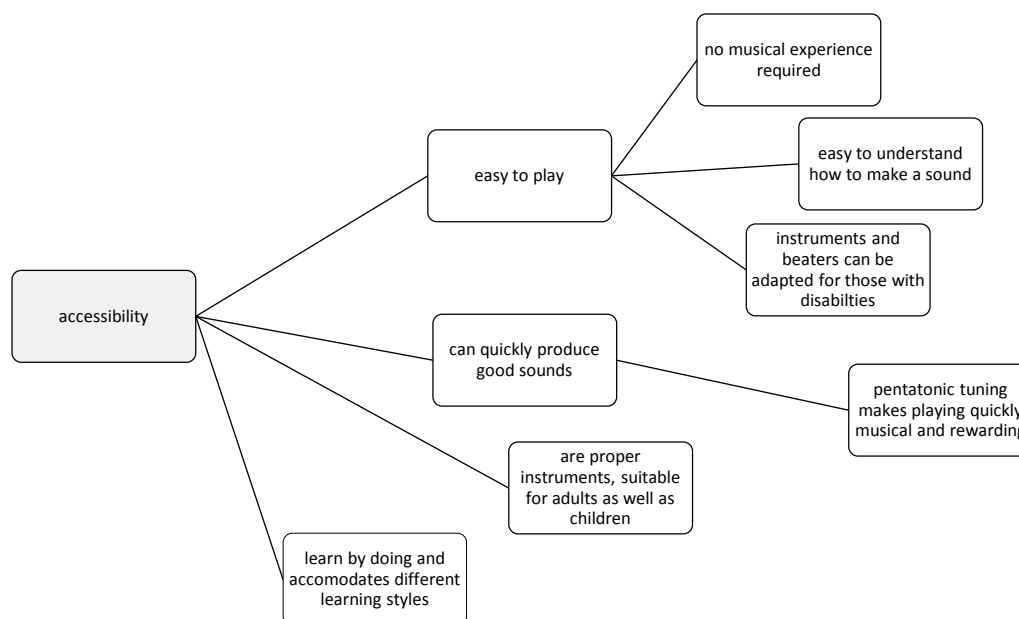 no musical experience
required
easy to play
easy to understand
how to make a sound
instruments and
beaters can be
adapted for those with
disabilties
accessibility
can quickly produce
good sounds
pentatonic tuning
makes playing quickly
musical and rewarding
are proper
instruments, suitable
for adults as well as
children
learn by doing and
accomodates different
learning styles